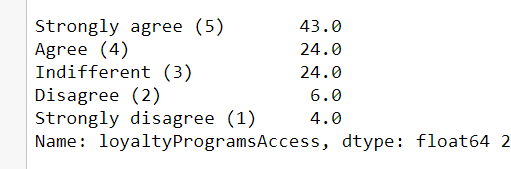 Strongly agree (5) 43.0
Agree (4) 24.0
Indifferent (3) 24.0
Disagree (2) 6.0
Strongly disagree (1) 4.0
Name: loyaltyProgramsAccess, dtype: float64 2